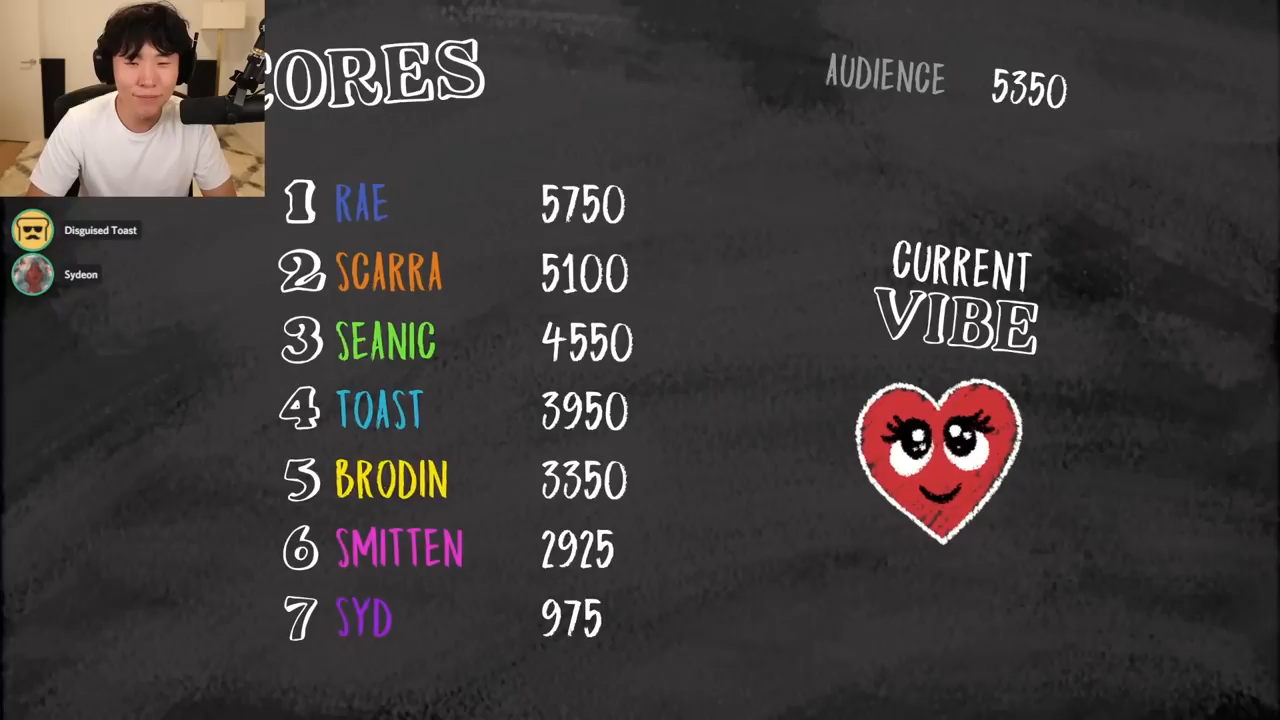 CORES
AUDIENCE 5350
1 RAE 5750
2 SCARRA 5100
3 SEANIC 4550
4 TOAST 3950
5 BRODIN 3350
6 SMITTEN 2925
7 SYD 975
Disguised Toast
Sydeon
CURRENT
VIBE